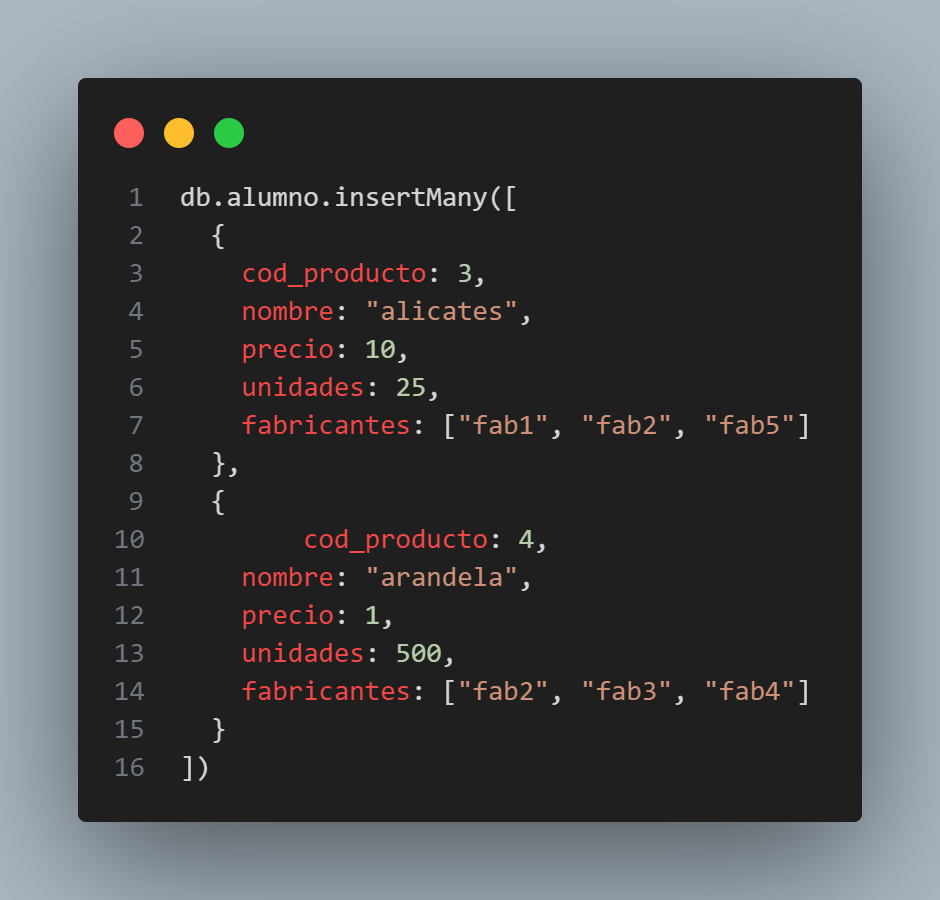 1 db.alumno.insertMany([
2   {
3     cod_producto: 3,
4     nombre: "alicates",
5     precio: 10,
6     unidades: 25,
7     fabricantes: ["fab1", "fab2", "fab5"]
8   },
9   {
10         cod_producto: 4,
11     nombre: "arandela",
12     precio: 1,
13     unidades: 500,
14     fabricantes: ["fab2", "fab3", "fab4"]
15   }
16 ])